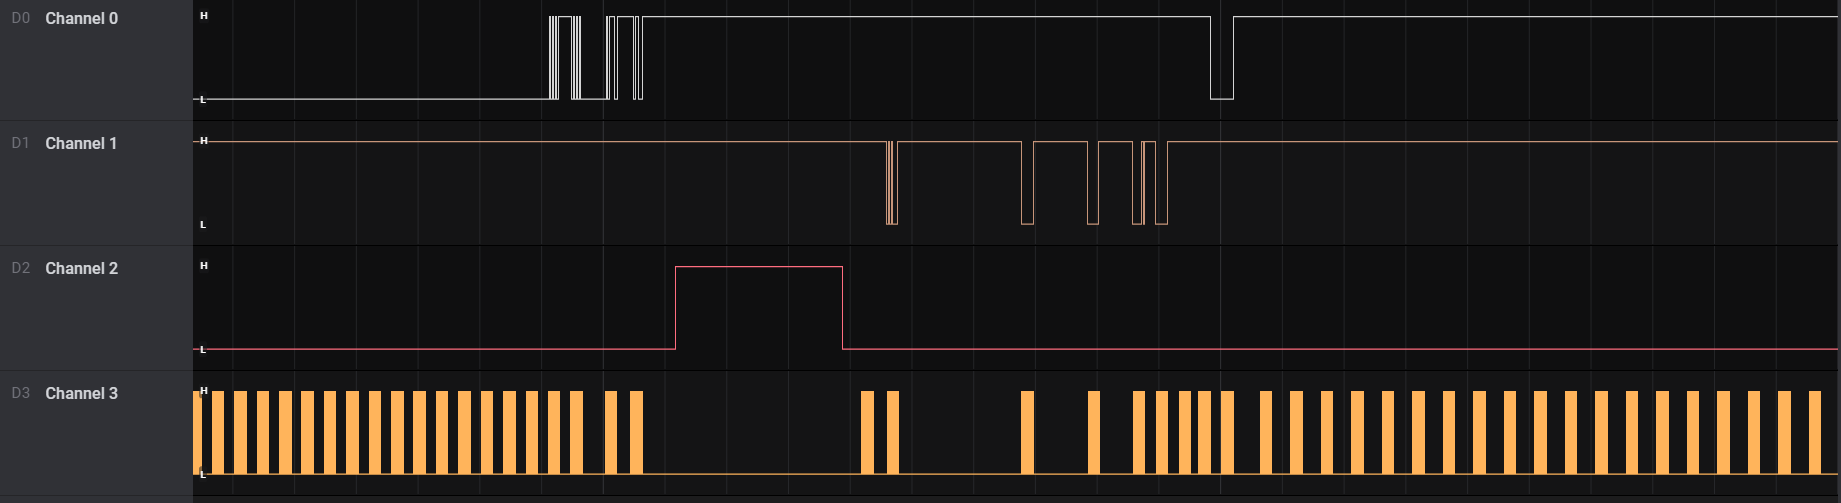 D0 Channel 0 H
L
D1 Channel 1 H
L
D2 Channel 2 H
L
D3 Channel 3 H
L